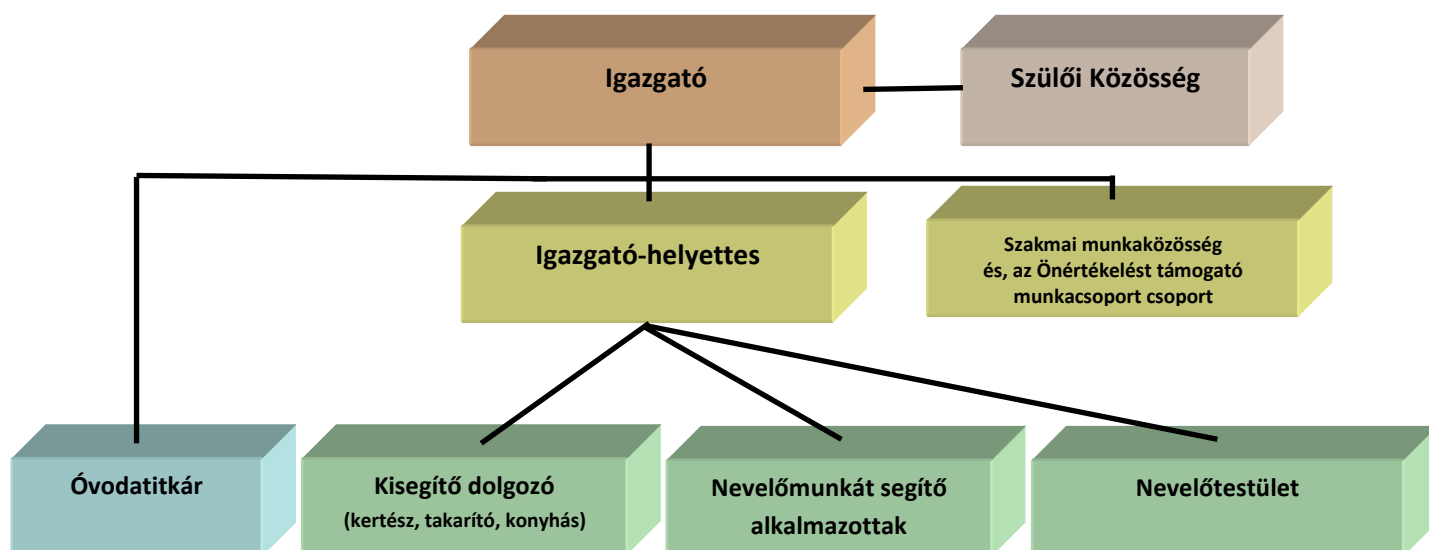 Igazgató
Szülői Közösség
Igazgató-helyettes
Szakmai munkaközösség
és, az Önértékelést támogató
munkacsoport csoport
Óvodatitkár
Kisegítő dolgozó
(kertész, takarító, konyhás)
Nevelőmunkát segítő
alkalmazottak
Nevelőtestület